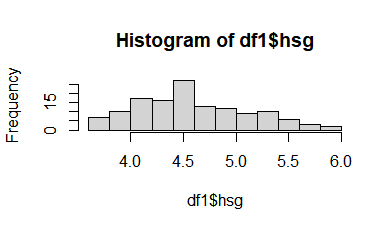 Histogram of df1$hsg
Frequency
15
0
4.0 4.5 5.0 5.5 6.0
df1$hsg